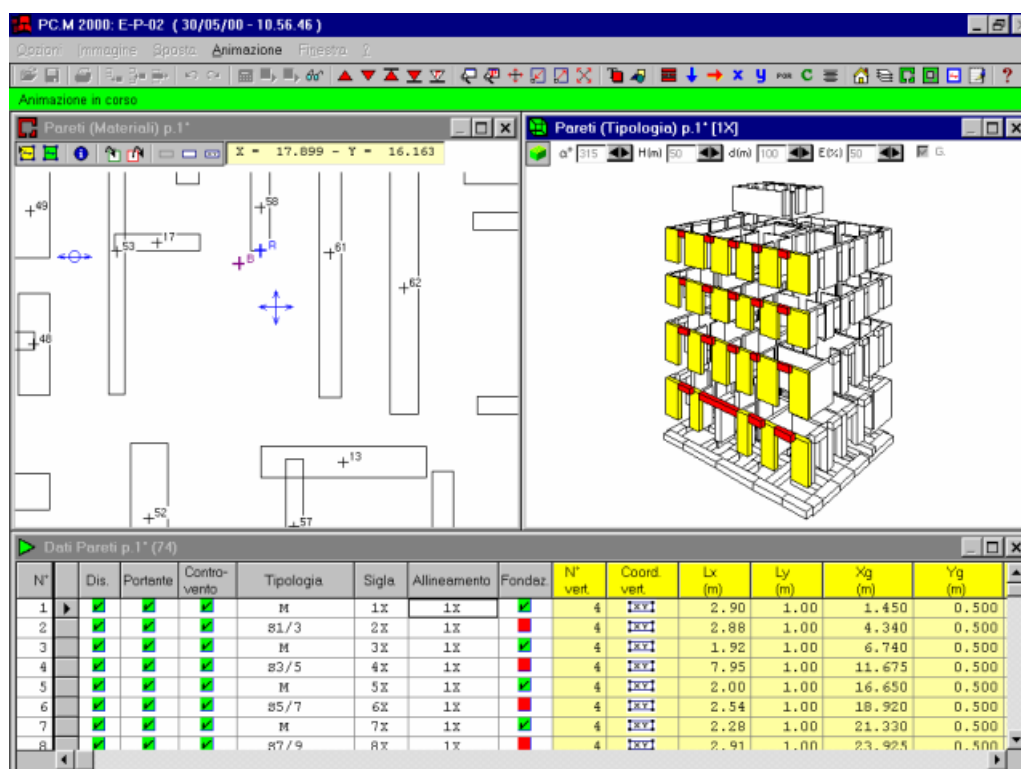 PC.M 2000: E-P-02 ( 30/05/00 - 10.56.46 )
Opzioni Immagine Sposta Animazione Finestra ?
x y POR C ?
Animazione in corso
Pareti (Materiali) p.1°
X = 17.899 - Y = 16.163
49
58
53
17
R
B
61
62
48
13
52
57
Pareti (Tipologia) p.1° [1X]
α° 315 H(m) 50 d(m) 100 E(%) 50 G.
Dati Pareti p.1° (74)
N° Dis. Portante Contro-vento Tipologia Sigla Allineamento Fondaz. N° vert. Coord. vert. Lx (m) Ly (m) Xg (m) Yg (m)
1 M 1X 1X 4 XY 2.90 1.00 1.450 0.500
2 s1/3 2X 1X 4 XY 2.88 1.00 4.340 0.500
3 M 3X 1X 4 XY 1.92 1.00 6.740 0.500
4 s3/5 4X 1X 4 XY 7.95 1.00 11.675 0.500
5 M 5X 1X 4 XY 2.00 1.00 16.650 0.500
6 s5/7 6X 1X 4 XY 2.54 1.00 18.920 0.500
7 M 7X 1X 4 XY 2.28 1.00 21.330 0.500
8 s7/9 8X 1X 4 XY 2.91 1.00 23.925 0.500